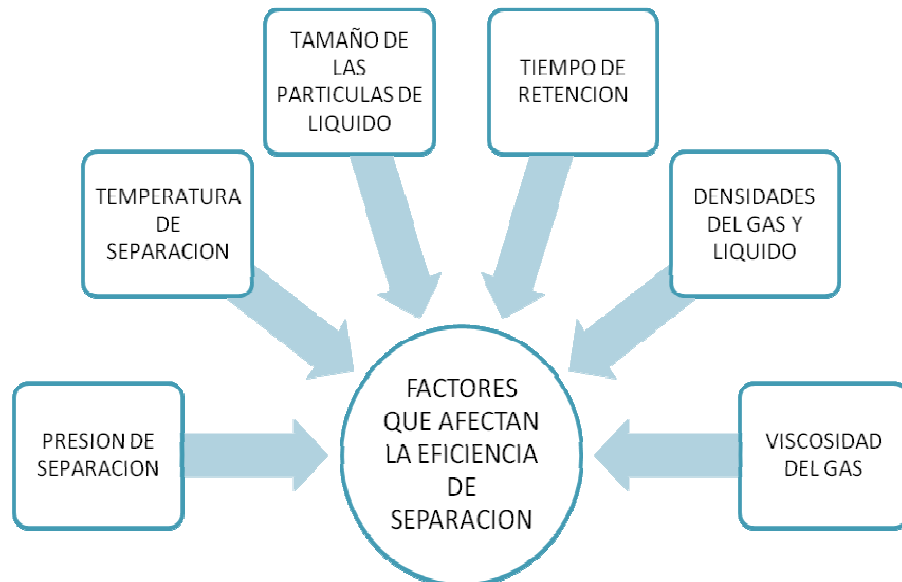 TAMAÑO DE
LAS
PARTICULAS DE
LIQUIDO
TIEMPO DE
RETENCION
TEMPERATURA
DE
SEPARACION
DENSIDADES
DEL GAS Y
LIQUIDO
PRESION DE
SEPARACION
FACTORES
QUE AFECTAN
LA EFICIENCIA
DE
SEPARACION
VISCOSIDAD
DEL GAS